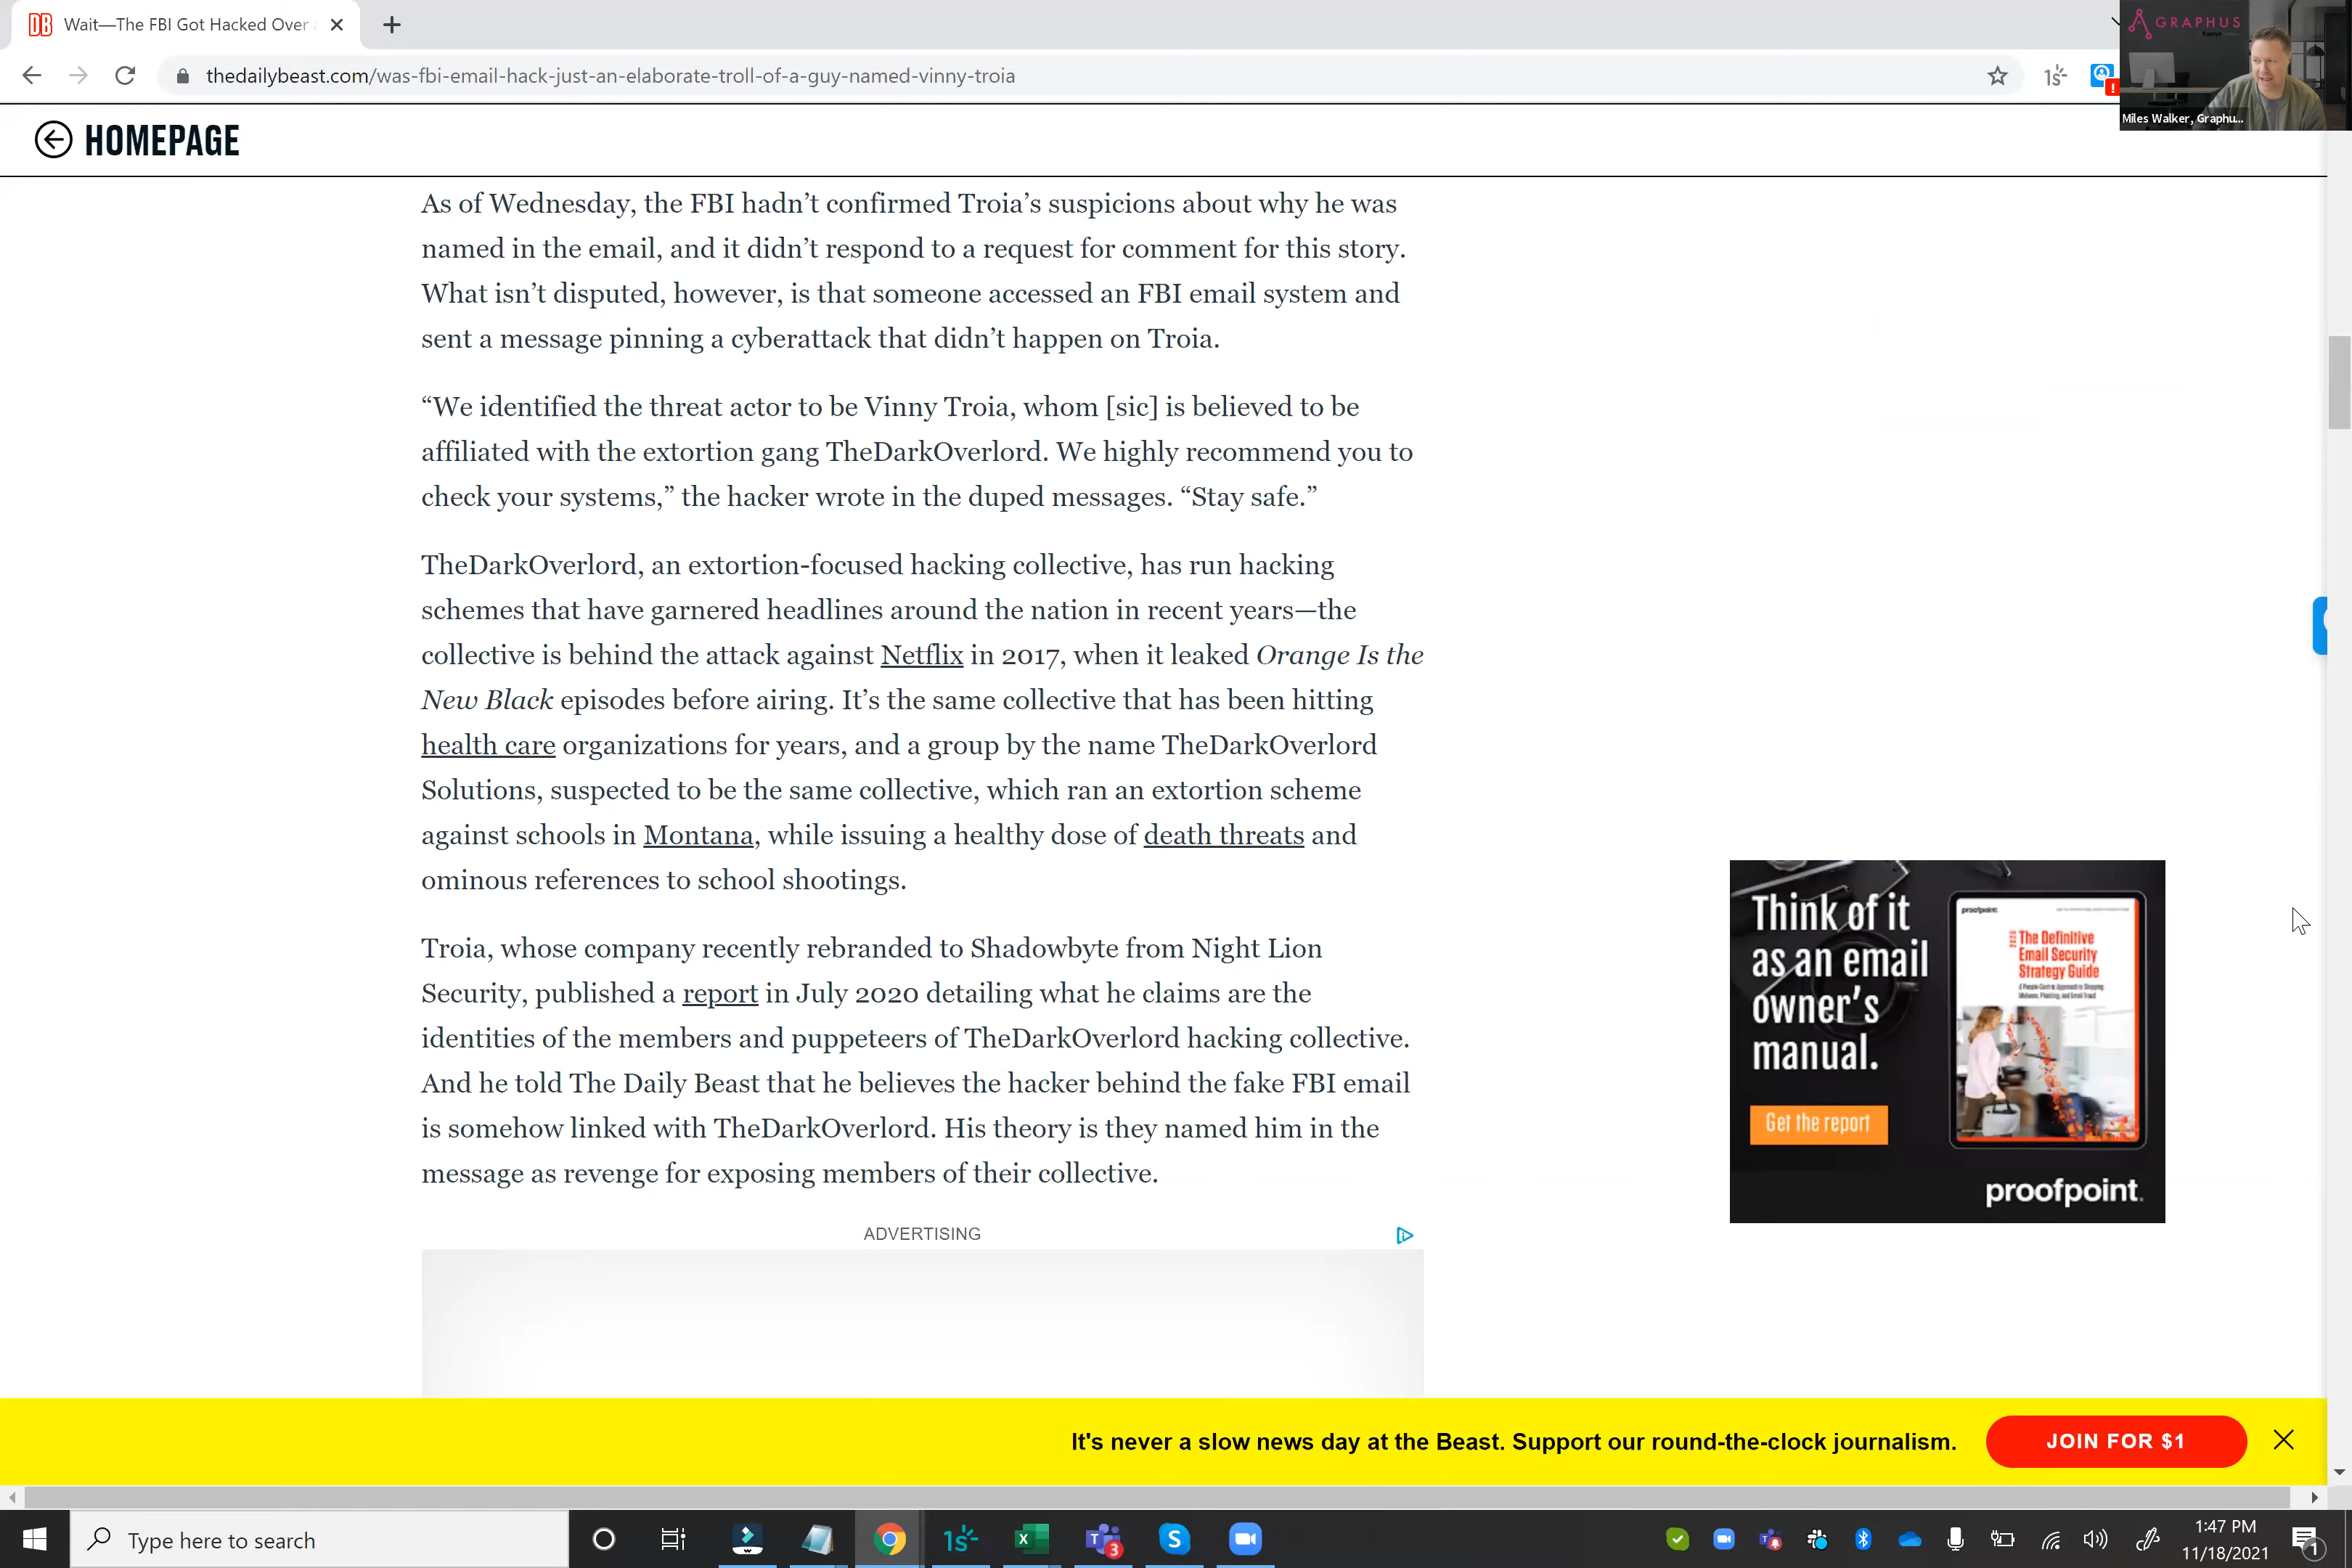 DB Wait—The FBI Got Hacked Over
GRAPHUS
thedailybeast.com/was-fbi-email-hack-just-an-elaborate-troll-of-a-guy-named-vinny-troia
Miles Walker, Graphu...
HOMEPAGE
As of Wednesday, the FBI hadn’t confirmed Troia’s suspicions about why he was
named in the email, and it didn’t respond to a request for comment for this story.
What isn’t disputed, however, is that someone accessed an FBI email system and
sent a message pinning a cyberattack that didn’t happen on Troia.
“We identified the threat actor to be Vinny Troia, whom [sic] is believed to be
affiliated with the extortion gang TheDarkOverlord. We highly recommend you to
check your systems,” the hacker wrote in the duped messages. “Stay safe.”
TheDarkOverlord, an extortion-focused hacking collective, has run hacking
schemes that have garnered headlines around the nation in recent years—the
collective is behind the attack against Netflix in 2017, when it leaked Orange Is the
New Black episodes before airing. It’s the same collective that has been hitting
health care organizations for years, and a group by the name TheDarkOverlord
Solutions, suspected to be the same collective, which ran an extortion scheme
against schools in Montana, while issuing a healthy dose of death threats and
ominous references to school shootings.
Troia, whose company recently rebranded to Shadowbyte from Night Lion
Security, published a report in July 2020 detailing what he claims are the
identities of the members and puppeteers of TheDarkOverlord hacking collective.
And he told The Daily Beast that he believes the hacker behind the fake FBI email
is somehow linked with TheDarkOverlord. His theory is they named him in the
message as revenge for exposing members of their collective.
Think of it
as an email
owner's
manual.
Get the report
proofpoint
The Definitive
Email Security
Strategy Guide
proofpoint.
ADVERTISING
It's never a slow news day at the Beast. Support our round-the-clock journalism.
JOIN FOR $1
Type here to search
1:47 PM
11/18/2021